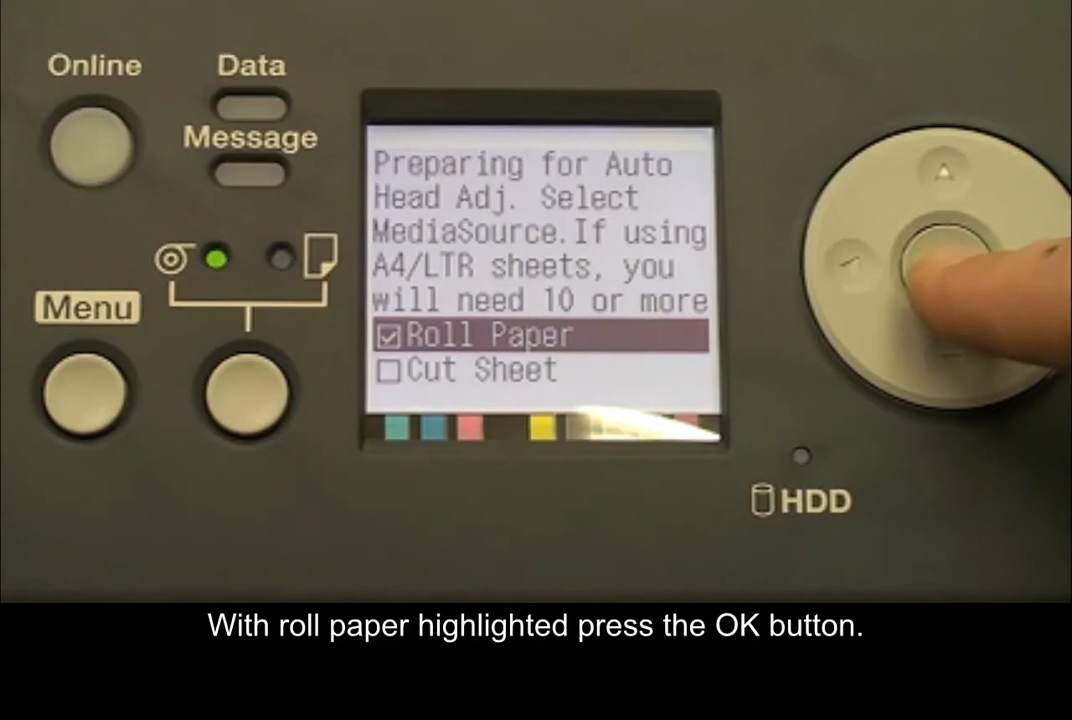 Online
Data
Message
Menu
Preparing for Auto
Head Adj. Select
MediaSource.If using
A4/LTR sheets, you
will need 10 or more
Roll Paper
Cut Sheet
HDD
With roll paper highlighted press the OK button.